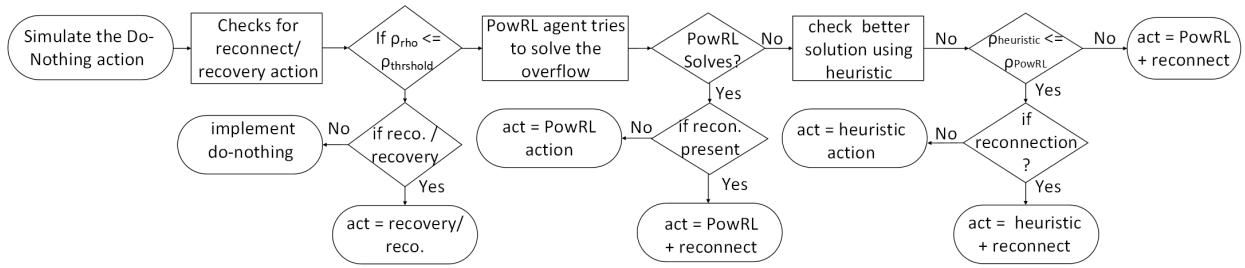 Simulate the Do-
Nothing action
Checks for
reconnect/
recovery action
If ρrho <=
ρthrshold
PowRL agent tries
to solve the
overflow
PowRL
Solves?
No
check better
solution using
heuristic
No
ρheuristic <=
ρPowRL
No
act = PowRL
+ reconnect
Yes
Yes
implement
do-nothing
No
if reco. /
recovery
Yes
act = recovery/
reco.
act = PowRL
action
No
if recon.
present
Yes
act = PowRL
+ reconnect
act = heuristic
action
No
if
reconnection
?
Yes
act = heuristic
+ reconnect